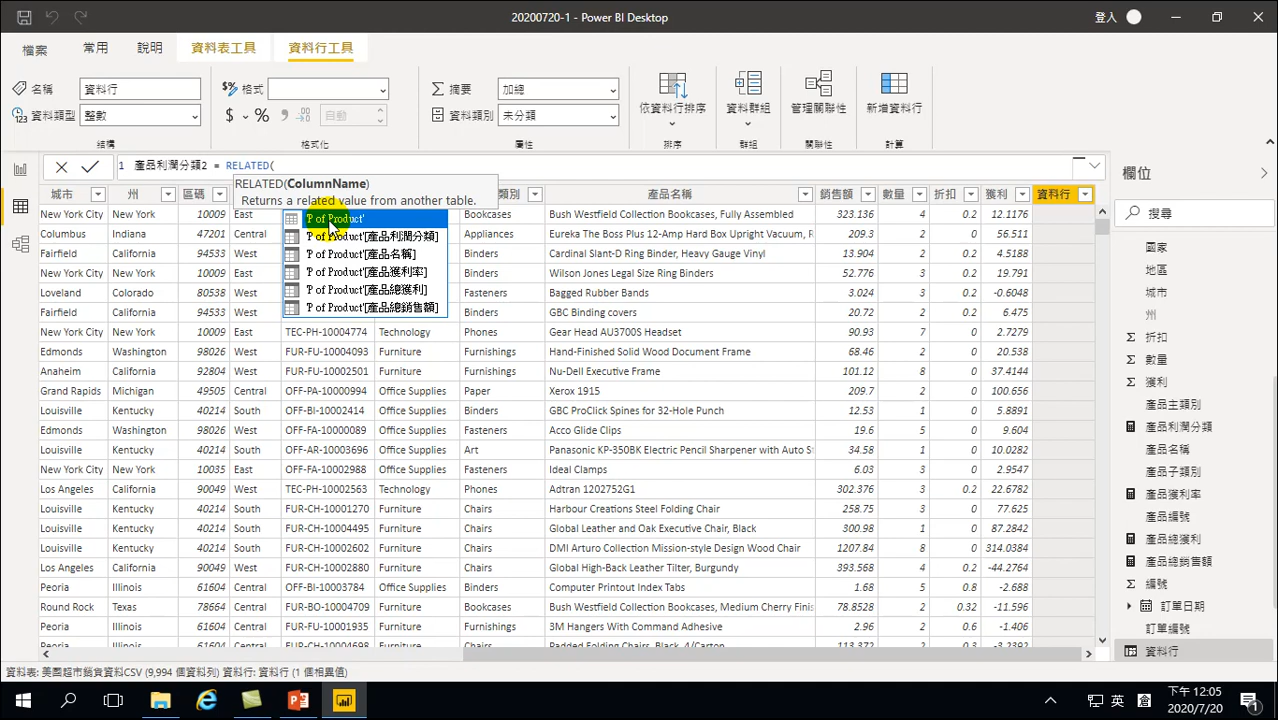 20200720-1 - Power BI Desktop
登入
檔案
常用
說明
資料表工具
資料行工具
名稱
資料行
格式
摘要
加總
依資料行排序
資料群組
管理關聯性
新增資料行
資料類型
整數
$ % 自動
資料類別
未分類
結構
格式化
屬性
排序
群組
關聯性
計算
1 產品利潤分類2 = RELATED(
RELATED(ColumnName)
Returns a related value from another table.
'P of Product'
'P of Product'[產品利潤分類]
'P of Product'[產品名稱]
'P of Product'[產品獲利率]
'P of Product'[產品總獲利]
'P of Product'[產品總銷售額]
城市 州 區碼 類別 產品名稱 銷售額 數量 折扣 獲利 資料行
New York City New York 10009 East Bookcases Bush Westfield Collection Bookcases, Fully Assembled 323.136 4 0.2 12.1176
Columbus Indiana 47201 Central Appliances Eureka The Boss Plus 12-Amp Hard Box Upright Vacuum, R 209.3 2 0 56.511
Fairfield California 94533 West Binders Cardinal Slant-D Ring Binder, Heavy Gauge Vinyl 13.904 2 0.2 4.5188
Fairfield California 94533 West Binders Wilson Jones Legal Size Ring Binders 52.776 3 0.2 19.791
Loveland Colorado 80538 West Fasteners Bagged Rubber Bands 3.024 3 0.2 -0.6048
Fairfield California 94533 West Binders GBC Binding covers 20.72 2 0 6.475
New York City New York 10009 East TEC-PH-10004774 Technology Phones Gear Head AU3700S Headset 90.93 7 0 2.7279
Edmonds Washington 98026 West FUR-FU-10004093 Furniture Furnishings Hand-Finished Solid Wood Document Frame 68.46 2 0 20.538
Anaheim California 92804 West FUR-FU-10002501 Furniture Furnishings Nu-Dell Executive Frame 101.12 8 0 37.4144
Grand Rapids Michigan 49505 Central OFF-PA-10000994 Office Supplies Paper Xerox 1915 209.7 2 0 100.656
Louisville Kentucky 40214 South OFF-BI-10002414 Office Supplies Binders GBC ProClick Spines for 32-Hole Punch 12.53 1 0 5.8891
Edmonds Washington 98026 West OFF-FA-10000089 Office Supplies Fasteners Acco Glide Clips 19.6 5 0 9.604
Louisville Kentucky 40214 South OFF-AR-10003696 Office Supplies Art Panasonic KP-350BK Electric Pencil Sharpener with Auto St 34.58 1 0 10.0282
New York City New York 10035 East OFF-FA-10002988 Office Supplies Fasteners Ideal Clamps 6.03 3 0 2.9547
Los Angeles California 90049 West TEC-PH-10002563 Technology Phones Adtran 1202752G1 302.376 3 0.2 22.6782
Louisville Kentucky 40214 South FUR-CH-10001270 Furniture Chairs Harbour Creations Steel Folding Chair 258.75 3 0 77.625
Los Angeles California 90049 West FUR-CH-10004495 Furniture Chairs Global Leather and Oak Executive Chair, Black 300.98 1 0 87.2842
Louisville Kentucky 40214 South FUR-CH-10002602 Furniture Chairs DMI Arturo Collection Mission-style Design Wood Chair 1207.84 8 0 314.0384
Los Angeles California 90049 West FUR-CH-10002880 Furniture Chairs Global High-Back Leather Tilter, Burgundy 393.568 4 0.2 -44.2764
Peoria Illinois 61604 Central OFF-BI-10003784 Office Supplies Binders Computer Printout Index Tabs 1.68 5 0.8 -2.688
Round Rock Texas 78664 Central FUR-BO-10004709 Furniture Bookcases Bush Westfield Collection Bookcases, Medium Cherry Finis 78.8528 2 0.32 -11.596
Peoria Illinois 61604 Central FUR-FU-10001935 Furniture Furnishings 3M Hangers With Command Adhesive 2.96 2 0.6 -1.406
資料表: 美國超市銷貨資料CSV (9,994 個資料列) 資料行: 資料行 (1 個相異值)
欄位
搜尋
國家
地區
城市
州
折扣
數量
獲利
產品主類別
產品利潤分類
產品名稱
產品子類別
產品獲利率
產品編號
產品總獲利
產品總銷售額
編號
訂單日期
訂單編號
資料行
英
下午 12:05
2020/7/20
1